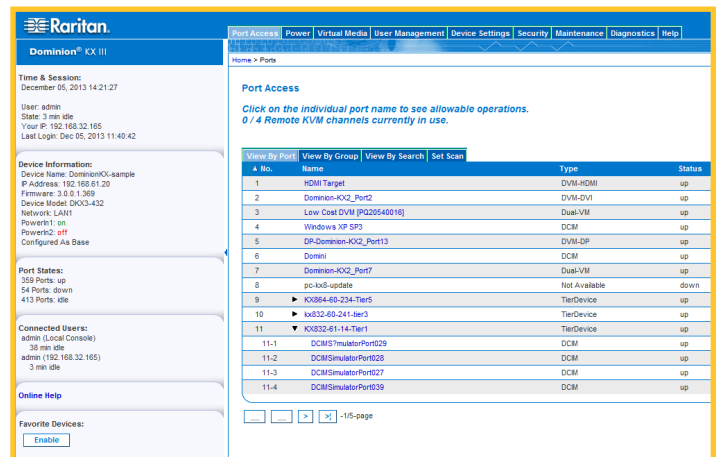 Raritan.
Dominion® KX III
Port Access Power Virtual Media User Management Device Settings Security Maintenance Diagnostics Help
Home > Ports
Time & Session:
December 05, 2013 14:21:27
User: admin
State: 3 min idle
Your IP: 192.168.32.165
Last Login: Dec 05, 2013 11:40:42
Device Information:
Device Name: DominionKX-sample
IP Address: 192.168.61.20
Firmware: 3.0.0.1.369
Device Model: DKX3-432
Network: LAN1
PowerIn1: on
PowerIn2: off
Configured As Base
Port States:
359 Ports: up
54 Ports: down
413 Ports: idle
Connected Users:
admin (Local Console)
38 min idle
admin (192.168.32.165)
3 min idle
Online Help
Favorite Devices:
Enable
Port Access
Click on the individual port name to see allowable operations.
0 / 4 Remote KVM channels currently in use.
View By Port View By Group View By Search Set Scan
▲ No. Name Type Status
1 HDMI Target DVM-HDMI up
2 Dominion-KX2_Port2 DVM-DVI up
3 Low Cost DVM [PQ20540016] Dual-VM up
4 Windows XP SP3 DCIM up
5 DP-Dominion-KX2_Port13 DVM-DP up
6 Domini DCIM up
7 Dominion-KX2_Port7 Dual-VM up
8 pc-kx8-update Not Available down
9 ► KX864-60-234-Tier5 TierDevice up
10 ► kx832-60-241-tier3 TierDevice up
11 ▼ KX832-61-14-Tier1 TierDevice up
11-1 DCIMS?mulatorPort029 DCIM up
11-2 DCIMSimulatorPort028 DCIM up
11-3 DCIMSimulatorPort027 DCIM up
11-4 DCIMSimulatorPort039 DCIM up
__ __ > >¦ -1/5-page